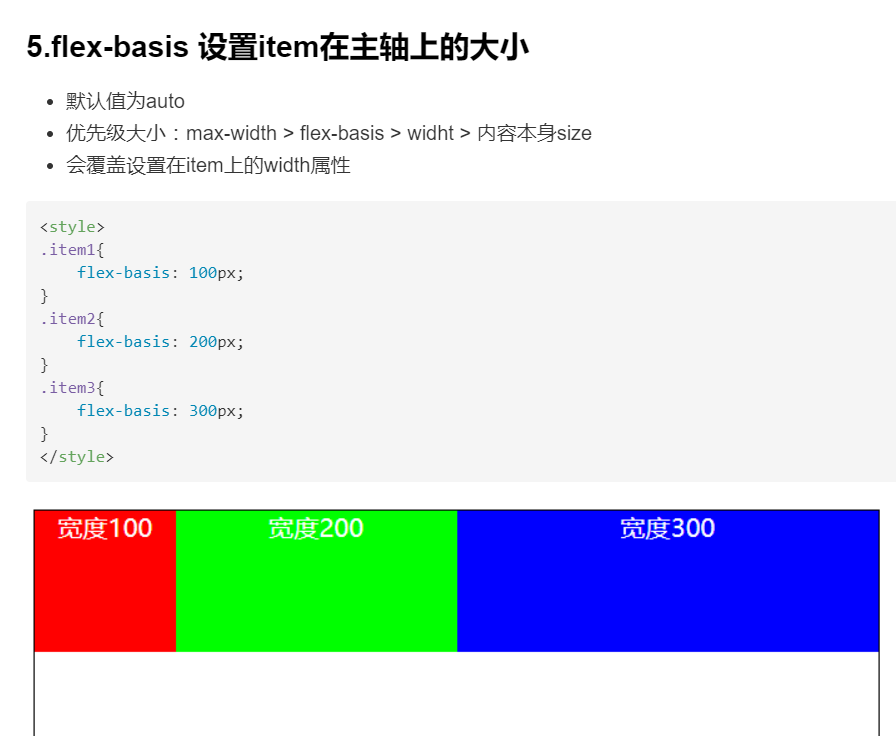 5.flex-basis 设置item在主轴上的大小
默认值为auto
优先级大小：max-width > flex-basis > widht > 内容本身size
会覆盖设置在item上的width属性
<style>
.item1{
    flex-basis: 100px;
}
.item2{
    flex-basis: 200px;
}
.item3{
    flex-basis: 300px;
}
</style>
宽度100 宽度200 宽度300